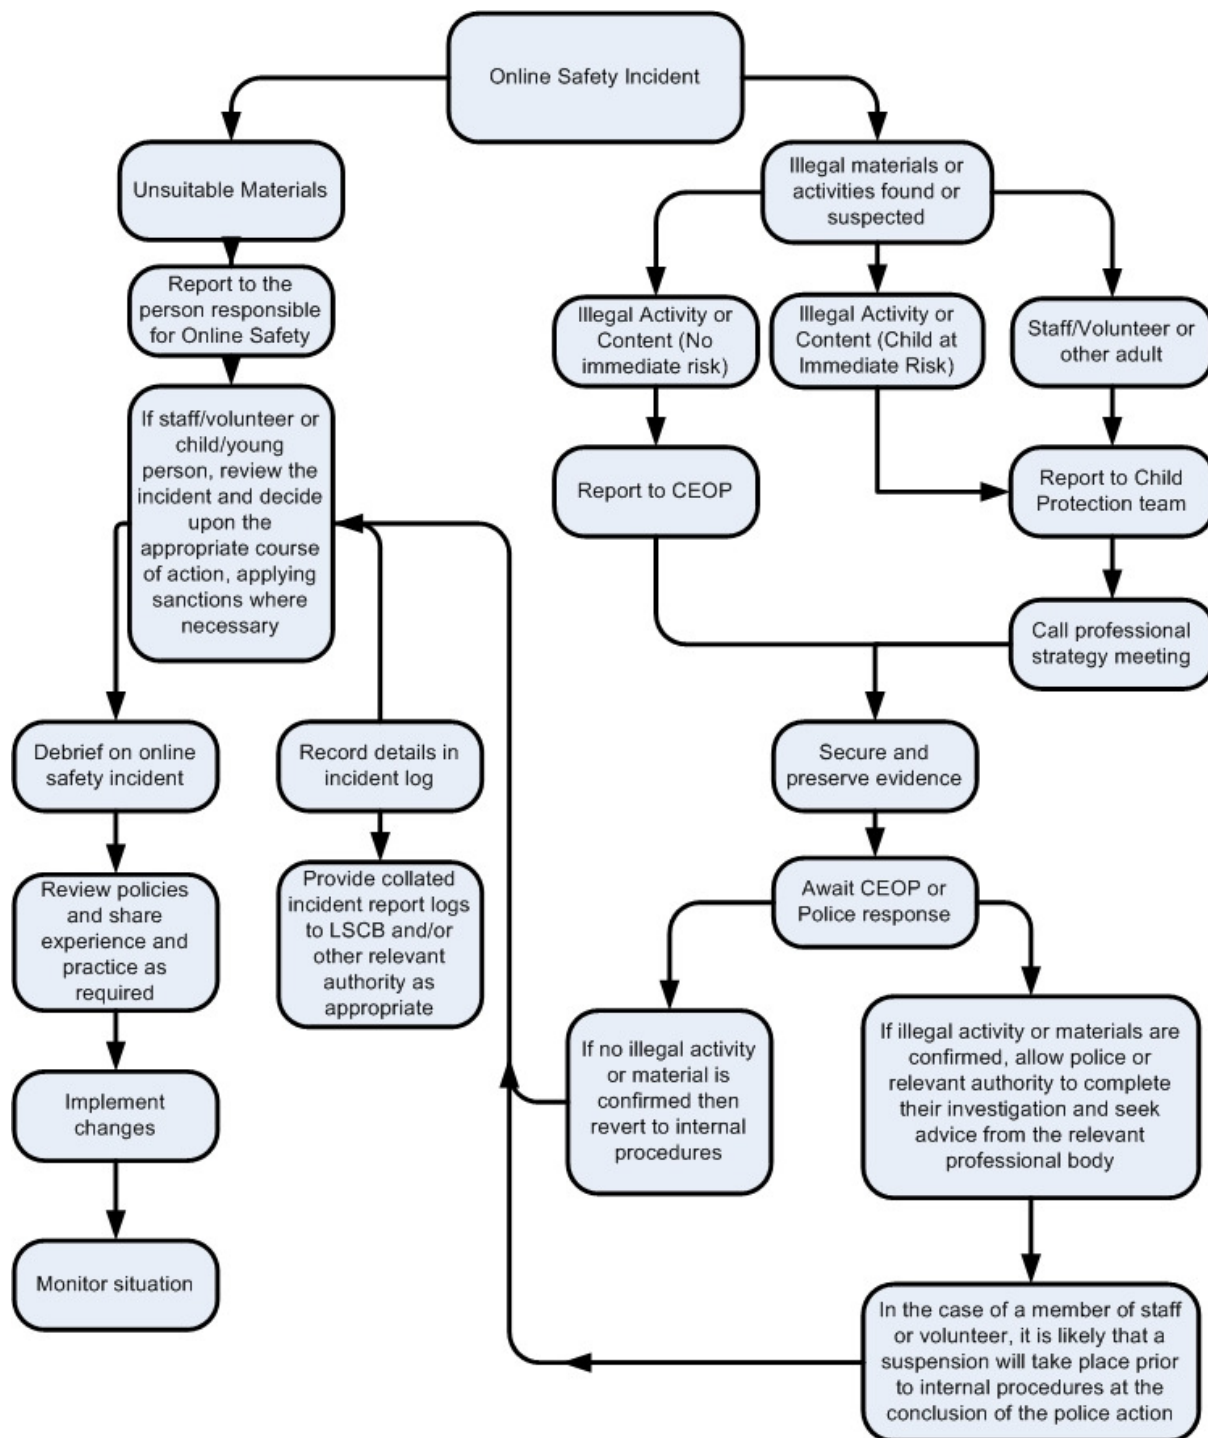 Online Safety Incident
Unsuitable Materials
Illegal materials or
activities found or
suspected
Report to the
person responsible
for Online Safety
Illegal Activity or
Content (No
immediate risk)
Illegal Activity or
Content (Child at
Immediate Risk)
Staff/Volunteer or
other adult
If staff/volunteer or
child/young
person, review the
incident and decide
upon the
appropriate course
of action, applying
sanctions where
necessary
Report to CEOP
Report to Child
Protection team
Call professional
strategy meeting
Debrief on online
safety incident
Record details in
incident log
Secure and
preserve evidence
Review policies
and share
experience and
practice as
required
Provide collated
incident report logs
to LSCB and/or
other relevant
authority as
appropriate
Await CEOP or
Police response
If no illegal activity
or material is
confirmed then
revert to internal
procedures
If illegal activity or materials are
confirmed, allow police or
relevant authority to complete
their investigation and seek
advice from the relevant
professional body
Implement
changes
Monitor situation
In the case of a member of staff
or volunteer, it is likely that a
suspension will take place prior
to internal procedures at the
conclusion of the police action